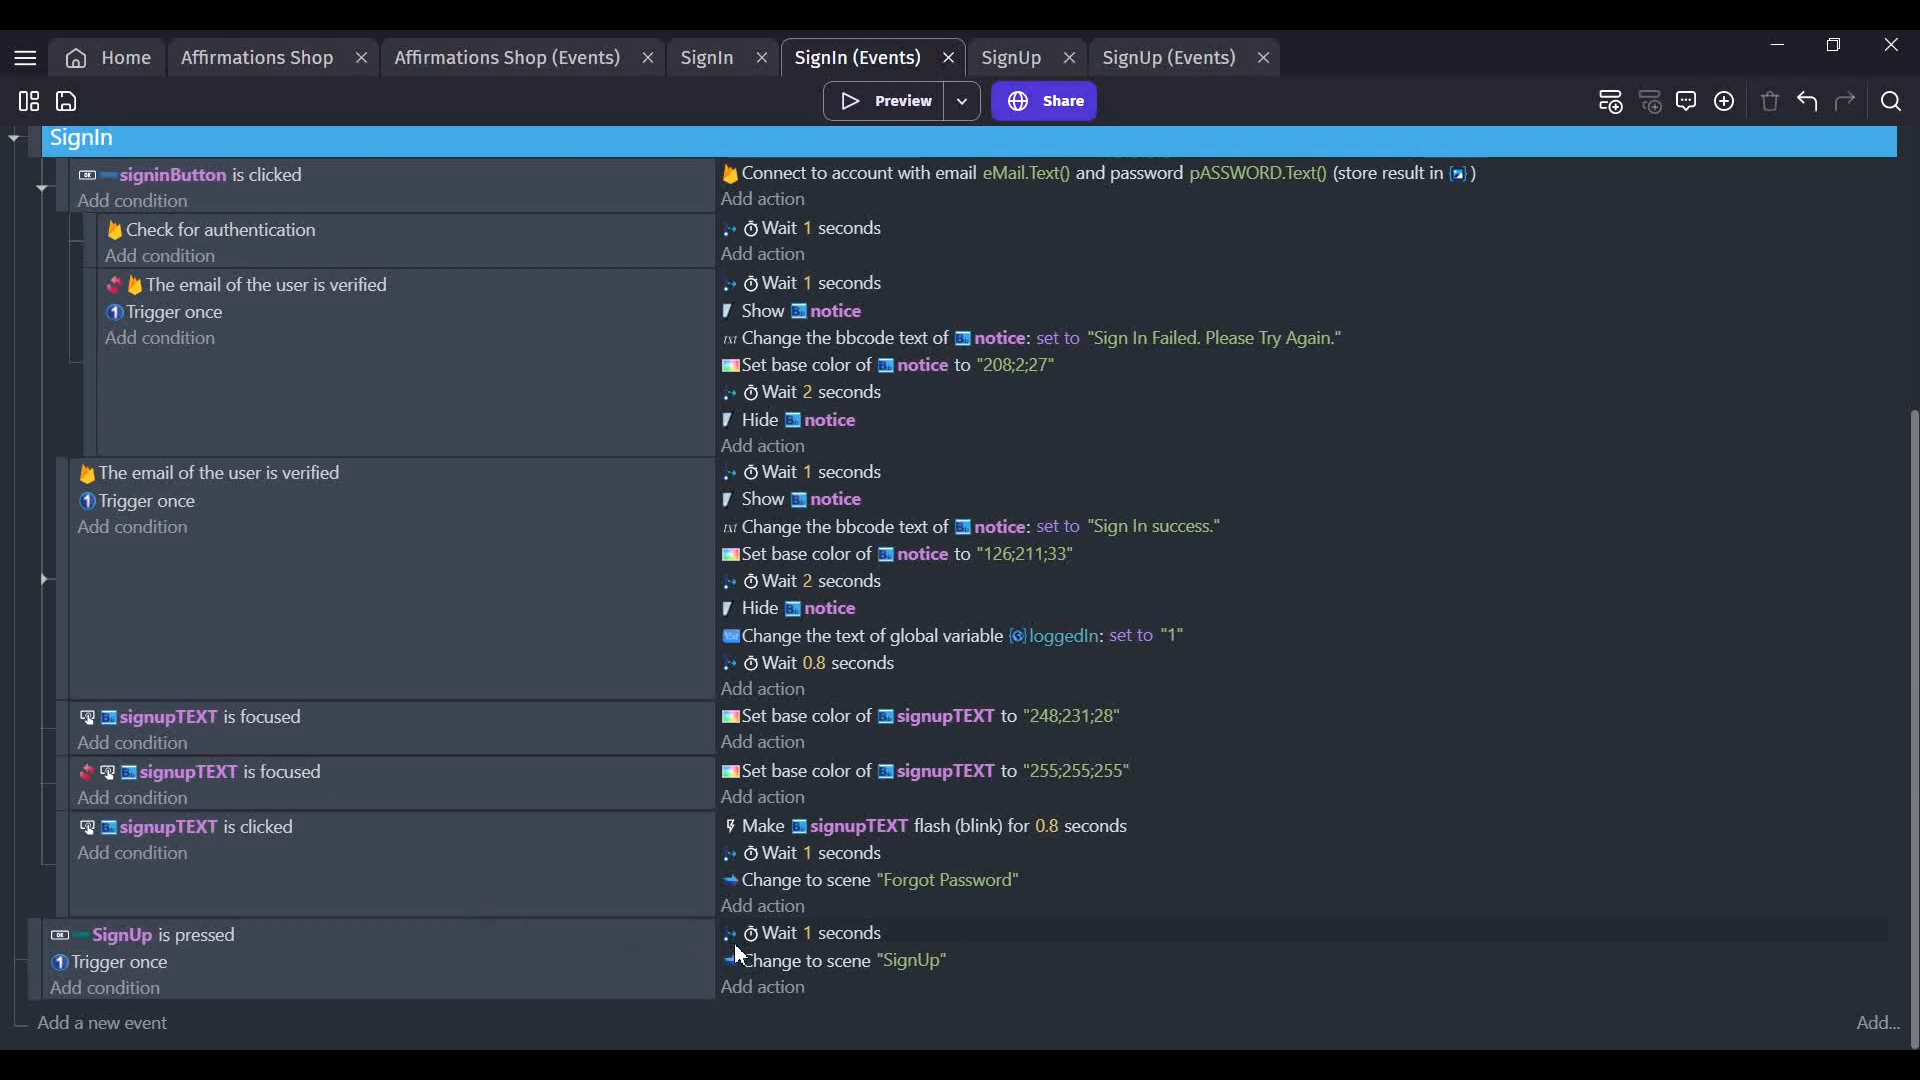 Home
Affirmations Shop
Affirmations Shop (Events)
SignIn
SignIn (Events)
SignUp
SignUp (Events)
Preview
Share
SignIn
signinButton is clicked
Add condition
Connect to account with email eMail.Text() and password pASSWORD.Text() (store result in )
Add action
Check for authentication
Add condition
Wait 1 seconds
Add action
The email of the user is verified
Trigger once
Add condition
Wait 1 seconds
Show notice
Change the bbcode text of notice: set to "Sign In Failed. Please Try Again."
Set base color of notice to "208;2;27"
Wait 2 seconds
Hide notice
Add action
The email of the user is verified
Trigger once
Add condition
Wait 1 seconds
Show notice
Change the bbcode text of notice: set to "Sign In success."
Set base color of notice to "126;211;33"
Wait 2 seconds
Hide notice
Change the text of global variable loggedIn: set to "1"
Wait 0.8 seconds
Add action
signupTEXT is focused
Add condition
Set base color of signupTEXT to "248;231;28"
Add action
signupTEXT is focused
Add condition
Set base color of signupTEXT to "255;255;255"
Add action
signupTEXT is clicked
Add condition
Make signupTEXT flash (blink) for 0.8 seconds
Wait 1 seconds
Change to scene "Forgot Password"
Add action
SignUp is pressed
Trigger once
Add condition
Wait 1 seconds
Change to scene "SignUp"
Add action
Add a new event
Add...